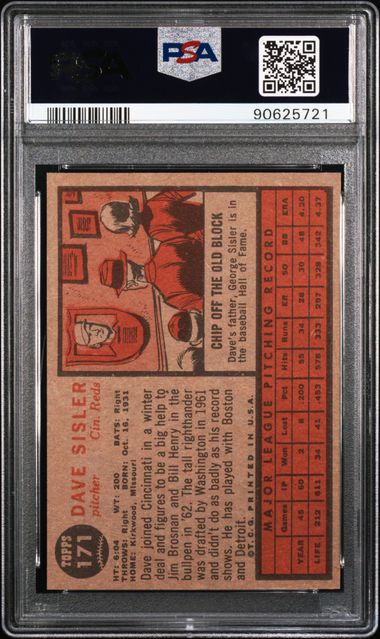 PSA
PSA
90625721
TOPPS
171
DAVE SISLER
pitcher Cin. Reds
HT: 6:04 WT: 200 BATS: Right
THROWS: Right BORN: Oct. 16, 1931
HOME: Kirkwood, Missouri
Dave joined Cincinnati in a winter
deal and figures to be a big help to
Jim Brosnan and Bill Henry in the
bullpen in '62. The tall righthander
was drafted by Washington in 1961
and didn't do as badly as his record
shows. He has played with Boston
and Detroit.
©T.C.G. PRINTED IN U.S.A.
CHIP OFF THE OLD BLOCK
Dave's father, George Sisler is in
the baseball Hall of Fame.
MAJOR LEAGUE PITCHING RECORD
Games IP Won Lost Pct Hits Runs ER SO BB ERA
YEAR 45 60 2 8 .200 55 34 28 30 48 4.20
LIFE 212 611 34 41 .453 578 333 297 328 342 4.37